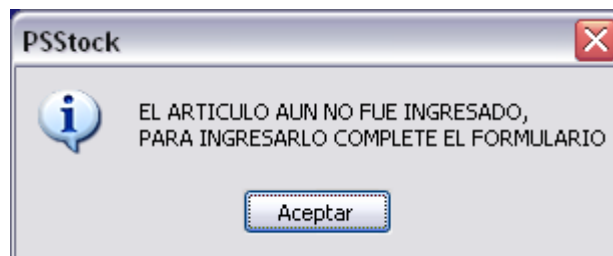 PSStock
EL ARTICULO AUN NO FUE INGRESADO,
PARA INGRESARLO COMPLETE EL FORMULARIO
Aceptar